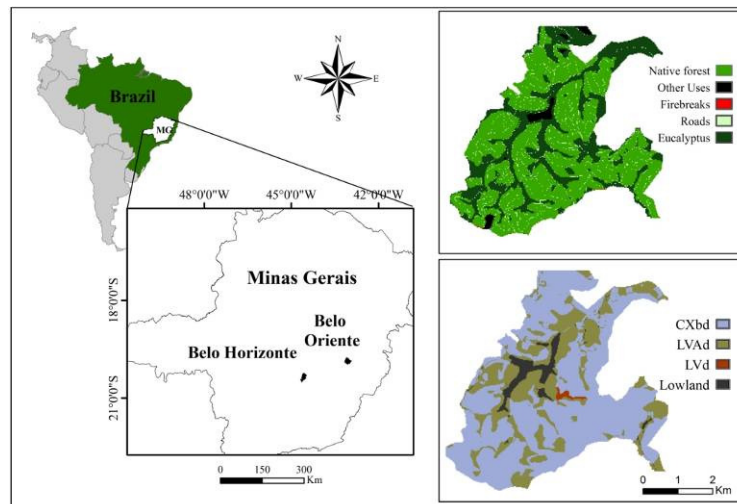 N
W
E
S
Brazil
MG
48°0'0"W
45°0'0"W
42°0'0"W
18°0'0"S
21°0'0"S
Minas Gerais
Belo
Oriente
Belo Horizonte
0
150
300
Km
Native forest
Other Uses
Firebreaks
Roads
Eucalyptus
CXbd
LVAd
LVd
Lowland
0
1
2
Km